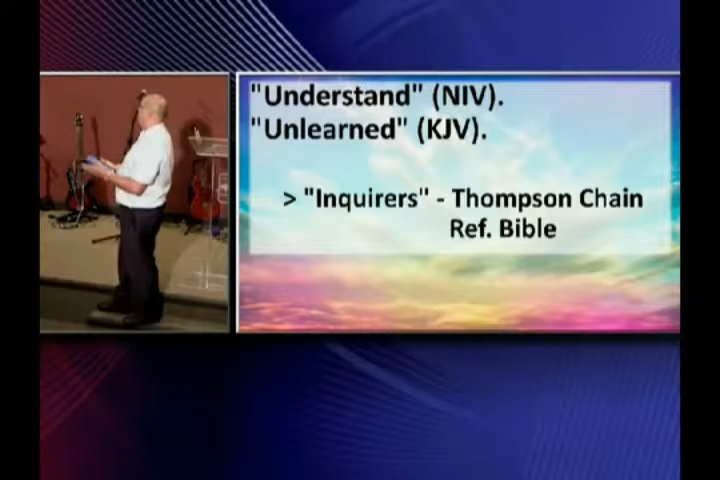 "Understand" (NIV).
"Unlearned" (KJV).
> "Inquirers" - Thompson Chain
Ref. Bible